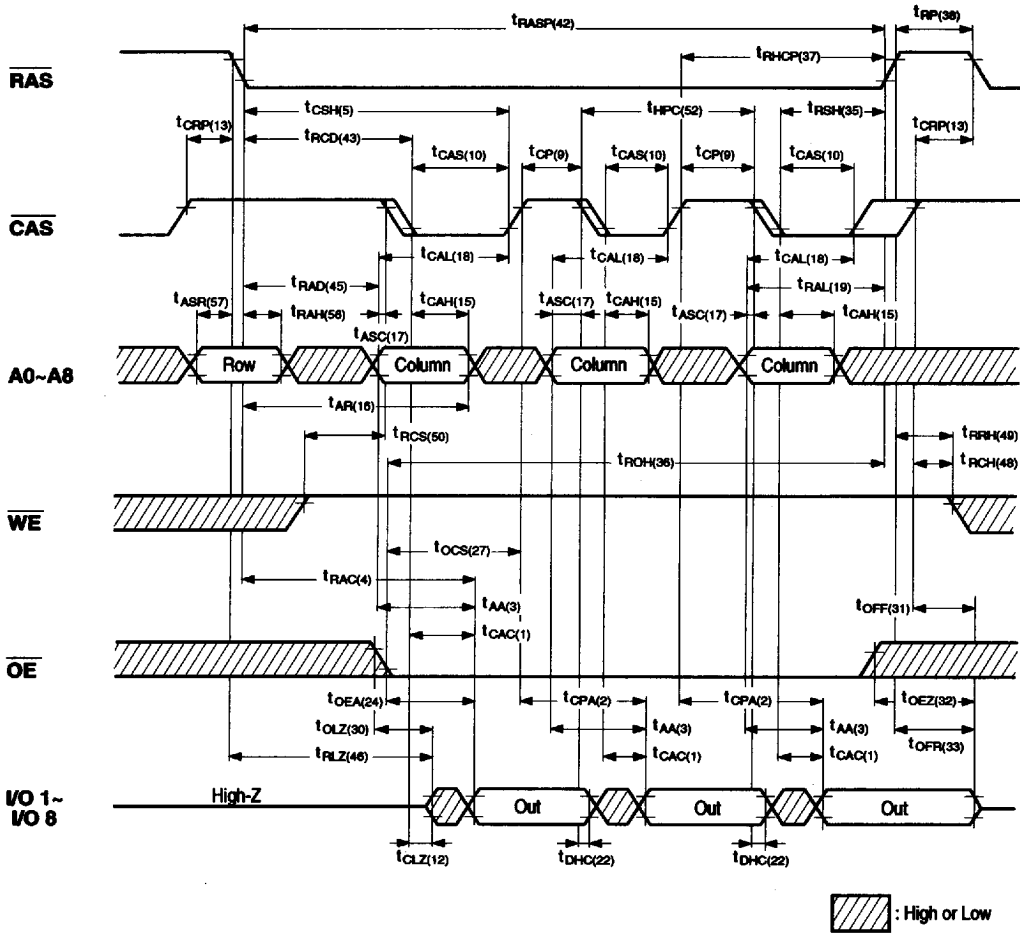 tRASP(42)
tRP(38)
RAS
tRHCP(37)
tCSH(5)
tHPC(52)
tRSH(35)
tCRP(13)
tRCD(43)
tCRP(13)
tCAS(10)
tCP(9)
tCAS(10)
tCP(9)
tCAS(10)
CAS
tCAL(18)
tCAL(18)
tCAL(18)
tRAD(45)
tRAL(19)
tASR(57)
tRAH(56)
tCAH(15)
tASC(17)
tCAH(15)
tASC(17)
tCAH(15)
tASC(17)
A0~A8
Row
Column
Column
Column
tAR(16)
tRCS(50)
tRRH(49)
tROH(36)
tRCH(48)
WE
tOCS(27)
tRAC(4)
tAA(3)
tOFF(31)
tCAC(1)
OE
tOEA(24)
tCPA(2)
tCPA(2)
tOEZ(32)
tOLZ(30)
tAA(3)
tAA(3)
tRLZ(46)
tCAC(1)
tCAC(1)
tOFR(33)
I/O 1~
I/O 8
High-Z
Out
Out
Out
tCLZ(12)
tDHC(22)
tDHC(22)
: High or Low